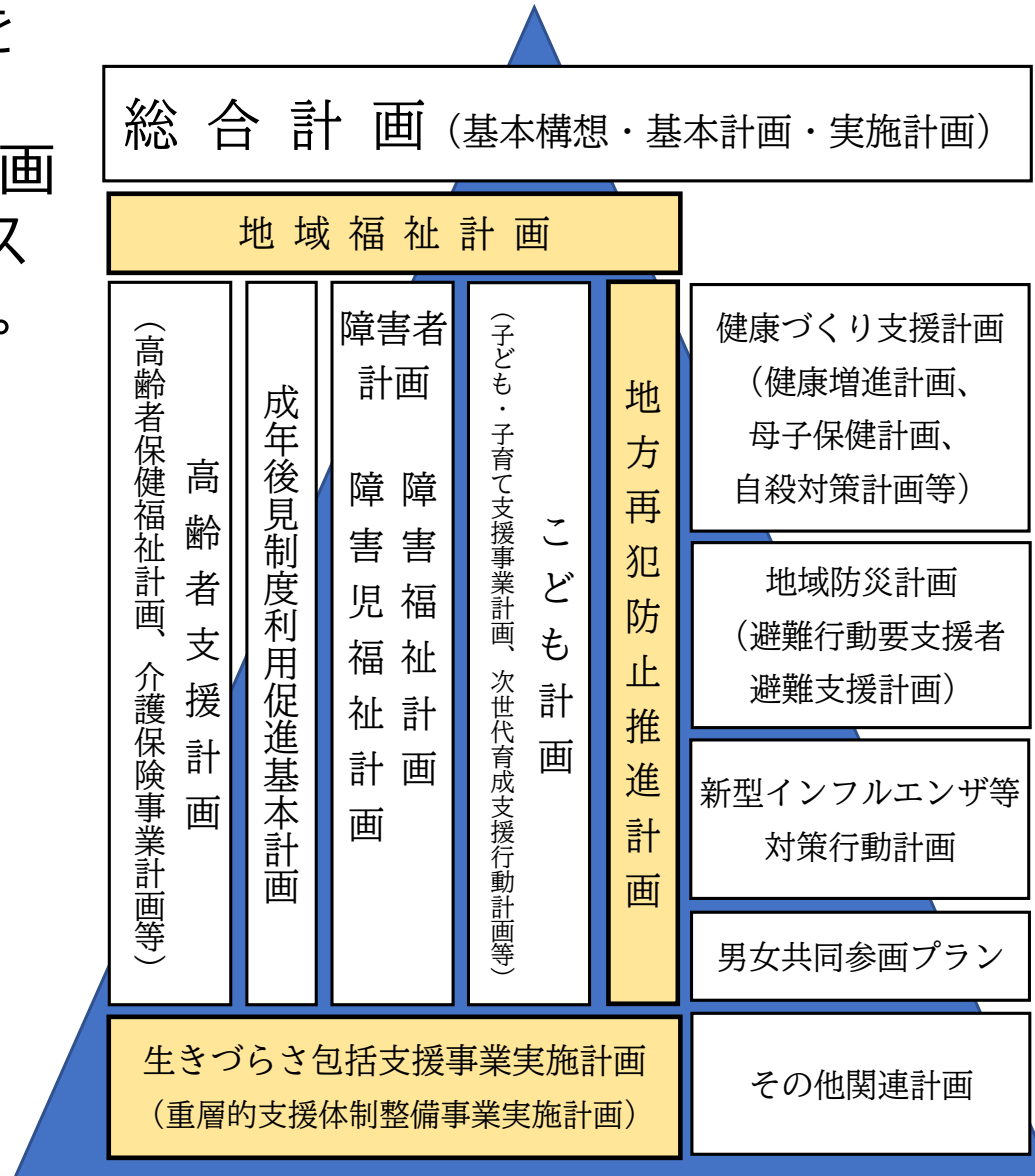 と
画
ス
。
総合計画（基本構想・基本計画・実施計画）
地域福祉計画
高齢者支援計画
（高齢者保健福祉計画、介護保険事業計画等）
成年後見制度利用促進基本計画
障害者
計画
障害福祉計画
障害児福祉計画
こども計画
（子ども・子育て支援事業計画、次世代育成支援行動計画等）
地方再犯防止推進計画
健康づくり支援計画
（健康増進計画、
母子保健計画、
自殺対策計画等）
地域防災計画
（避難行動要支援者
避難支援計画）
新型インフルエンザ等
対策行動計画
男女共同参画プラン
生きづらさ包括支援事業実施計画
（重層的支援体制整備事業実施計画）
その他関連計画